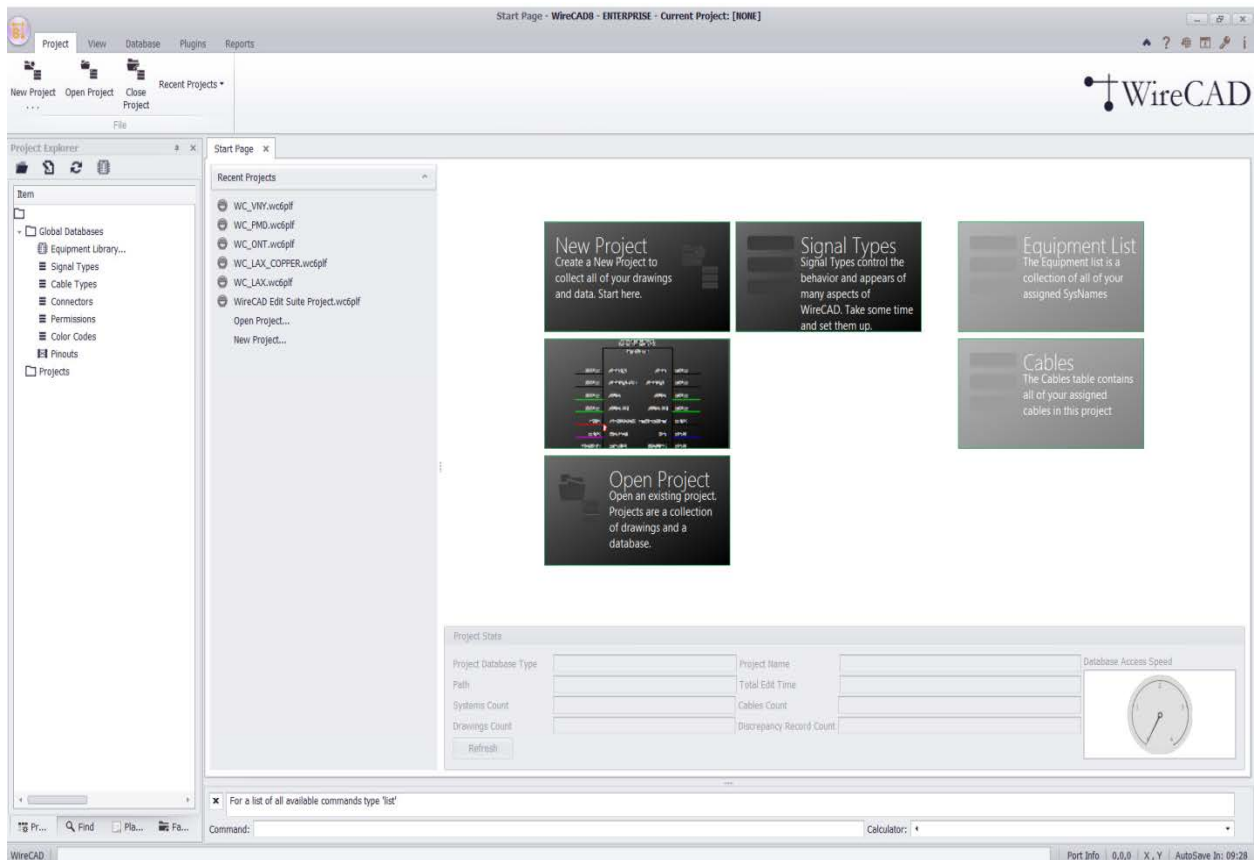 Start Page - WireCAD8 - ENTERPRISE - Current Project: [NONE]
Project View Database Plugins Reports
New Project ...
Open Project
Close Project
Recent Projects
File
WireCAD
Project Explorer
Item
Global Databases
Equipment Library...
Signal Types
Cable Types
Connectors
Permissions
Color Codes
Pinouts
Projects
Start Page
Recent Projects
WC_VNY.wc6plf
WC_PMD.wc6plf
WC_ONT.wc6plf
WC_LAX_COPPER.wc6plf
WC_LAX.wc6plf
WireCAD Edit Suite Project.wc6plf
Open Project...
New Project...
New Project
Create a New Project to
collect all of your drawings
and data. Start here.
Signal Types
Signal Types control the
behavior and appears of
many aspects of
WireCAD. Take some time
and set them up.
Equipment List
The Equipment list is a
collection of all of your
assigned SysNames
Cables
The Cables table contains
all of your assigned
cables in this project
Open Project
Open an existing project.
Projects are a collection
of drawings and a
database.
Project Stats
Project Database Type
Project Name
Database Access Speed
Path
Total Edit Time
Systems Count
Cables Count
Drawings Count
Discrepancy Record Count
Refresh
For a list of all available commands type 'list'
Pr... Find Pla... Fa...
Command:
Calculator:
WireCAD
Port Info 0,0,0 X , Y AutoSave In: 09:28